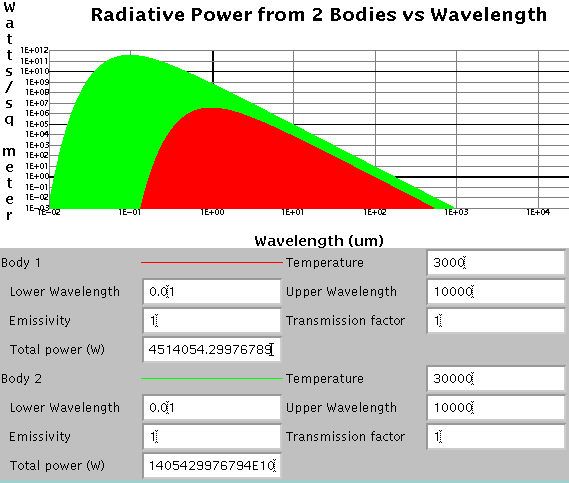 Radiative Power from 2 Bodies vs Wavelength
Watts/sq meter
1E+012
1E+010
1E+09
1E+08
1E+07
1E+06
1E+05
1E+04
1E+03
1E+02
1E+01
1E+00
1E-01
1E-02
1E-03
1E-02 1E-01 1E+00 1E+01 1E+02 1E+03 1E+04
Wavelength (um)
Body 1 Temperature 3000
Lower Wavelength 0.01 Upper Wavelength 10000
Emissivity 1 Transmission factor 1
Total power (W) 4514054.29976789
Body 2 Temperature 30000
Lower Wavelength 0.01 Upper Wavelength 10000
Emissivity 1 Transmission factor 1
Total power (W) 1405429976794E10